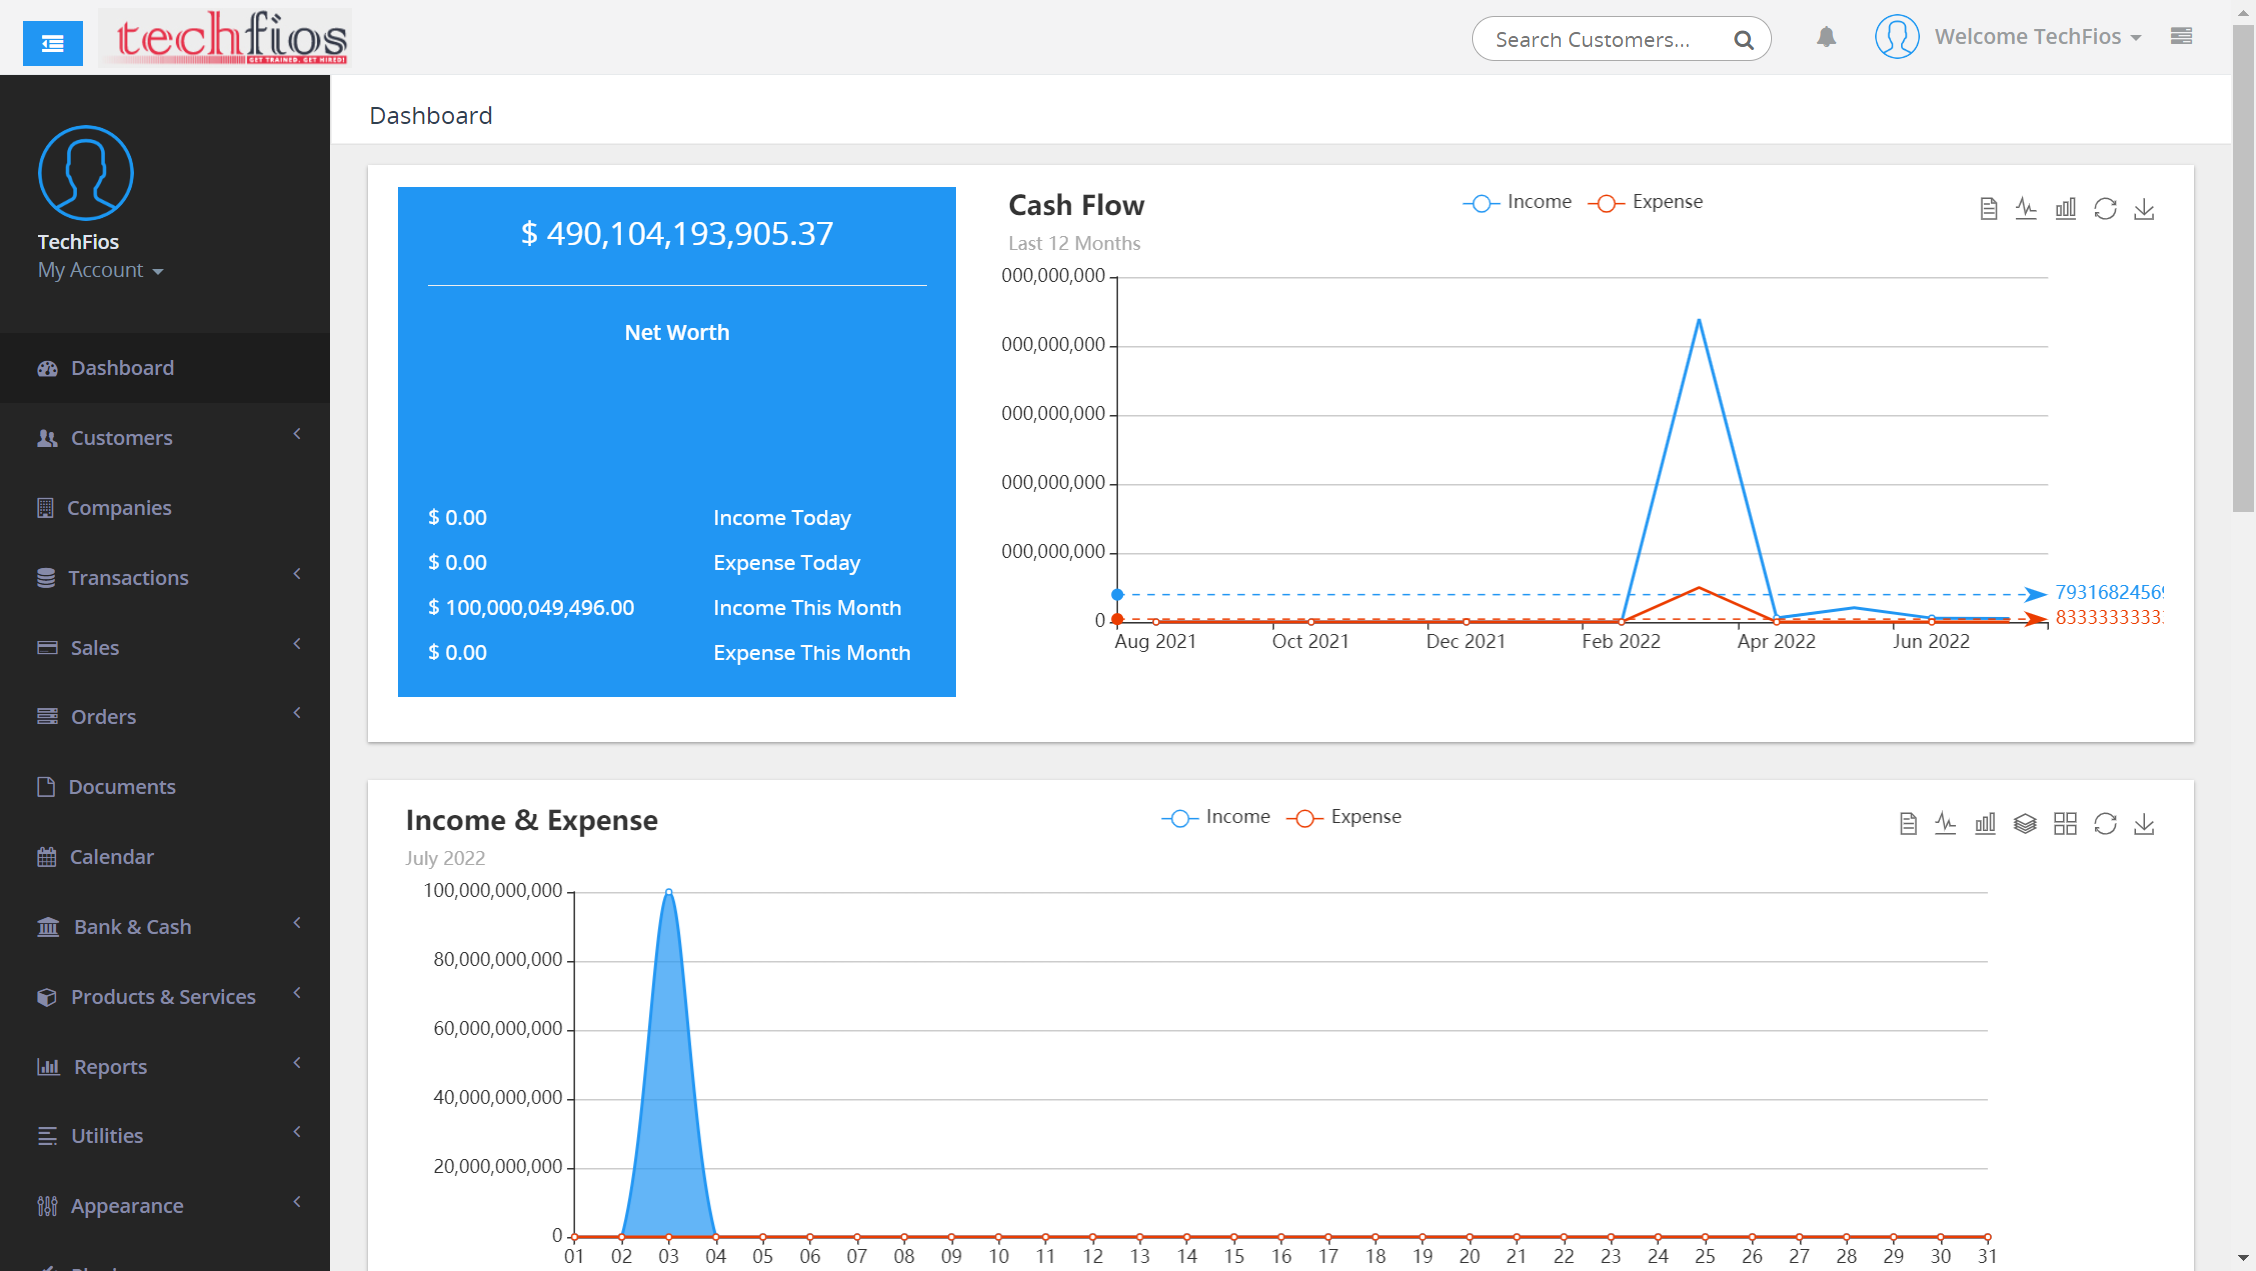 techfios
GET TRAINED. GET HIRED!
Search Customers...
Welcome TechFios
TechFios
My Account
Dashboard
Customers
Companies
Transactions
Sales
Orders
Documents
Calendar
Bank & Cash
Products & Services
Reports
Utilities
Appearance
Dashboard
$ 490,104,193,905.37
Net Worth
$ 0.00 Income Today
$ 0.00 Expense Today
$ 100,000,049,496.00 Income This Month
$ 0.00 Expense This Month
Cash Flow
Last 12 Months
Income Expense
000,000,000
000,000,000
000,000,000
000,000,000
000,000,000
0
7931682456
8333333333
Aug 2021 Oct 2021 Dec 2021 Feb 2022 Apr 2022 Jun 2022
Income & Expense
July 2022
Income Expense
100,000,000,000
80,000,000,000
60,000,000,000
40,000,000,000
20,000,000,000
0
01 02 03 04 05 06 07 08 09 10 11 12 13 14 15 16 17 18 19 20 21 22 23 24 25 26 27 28 29 30 31